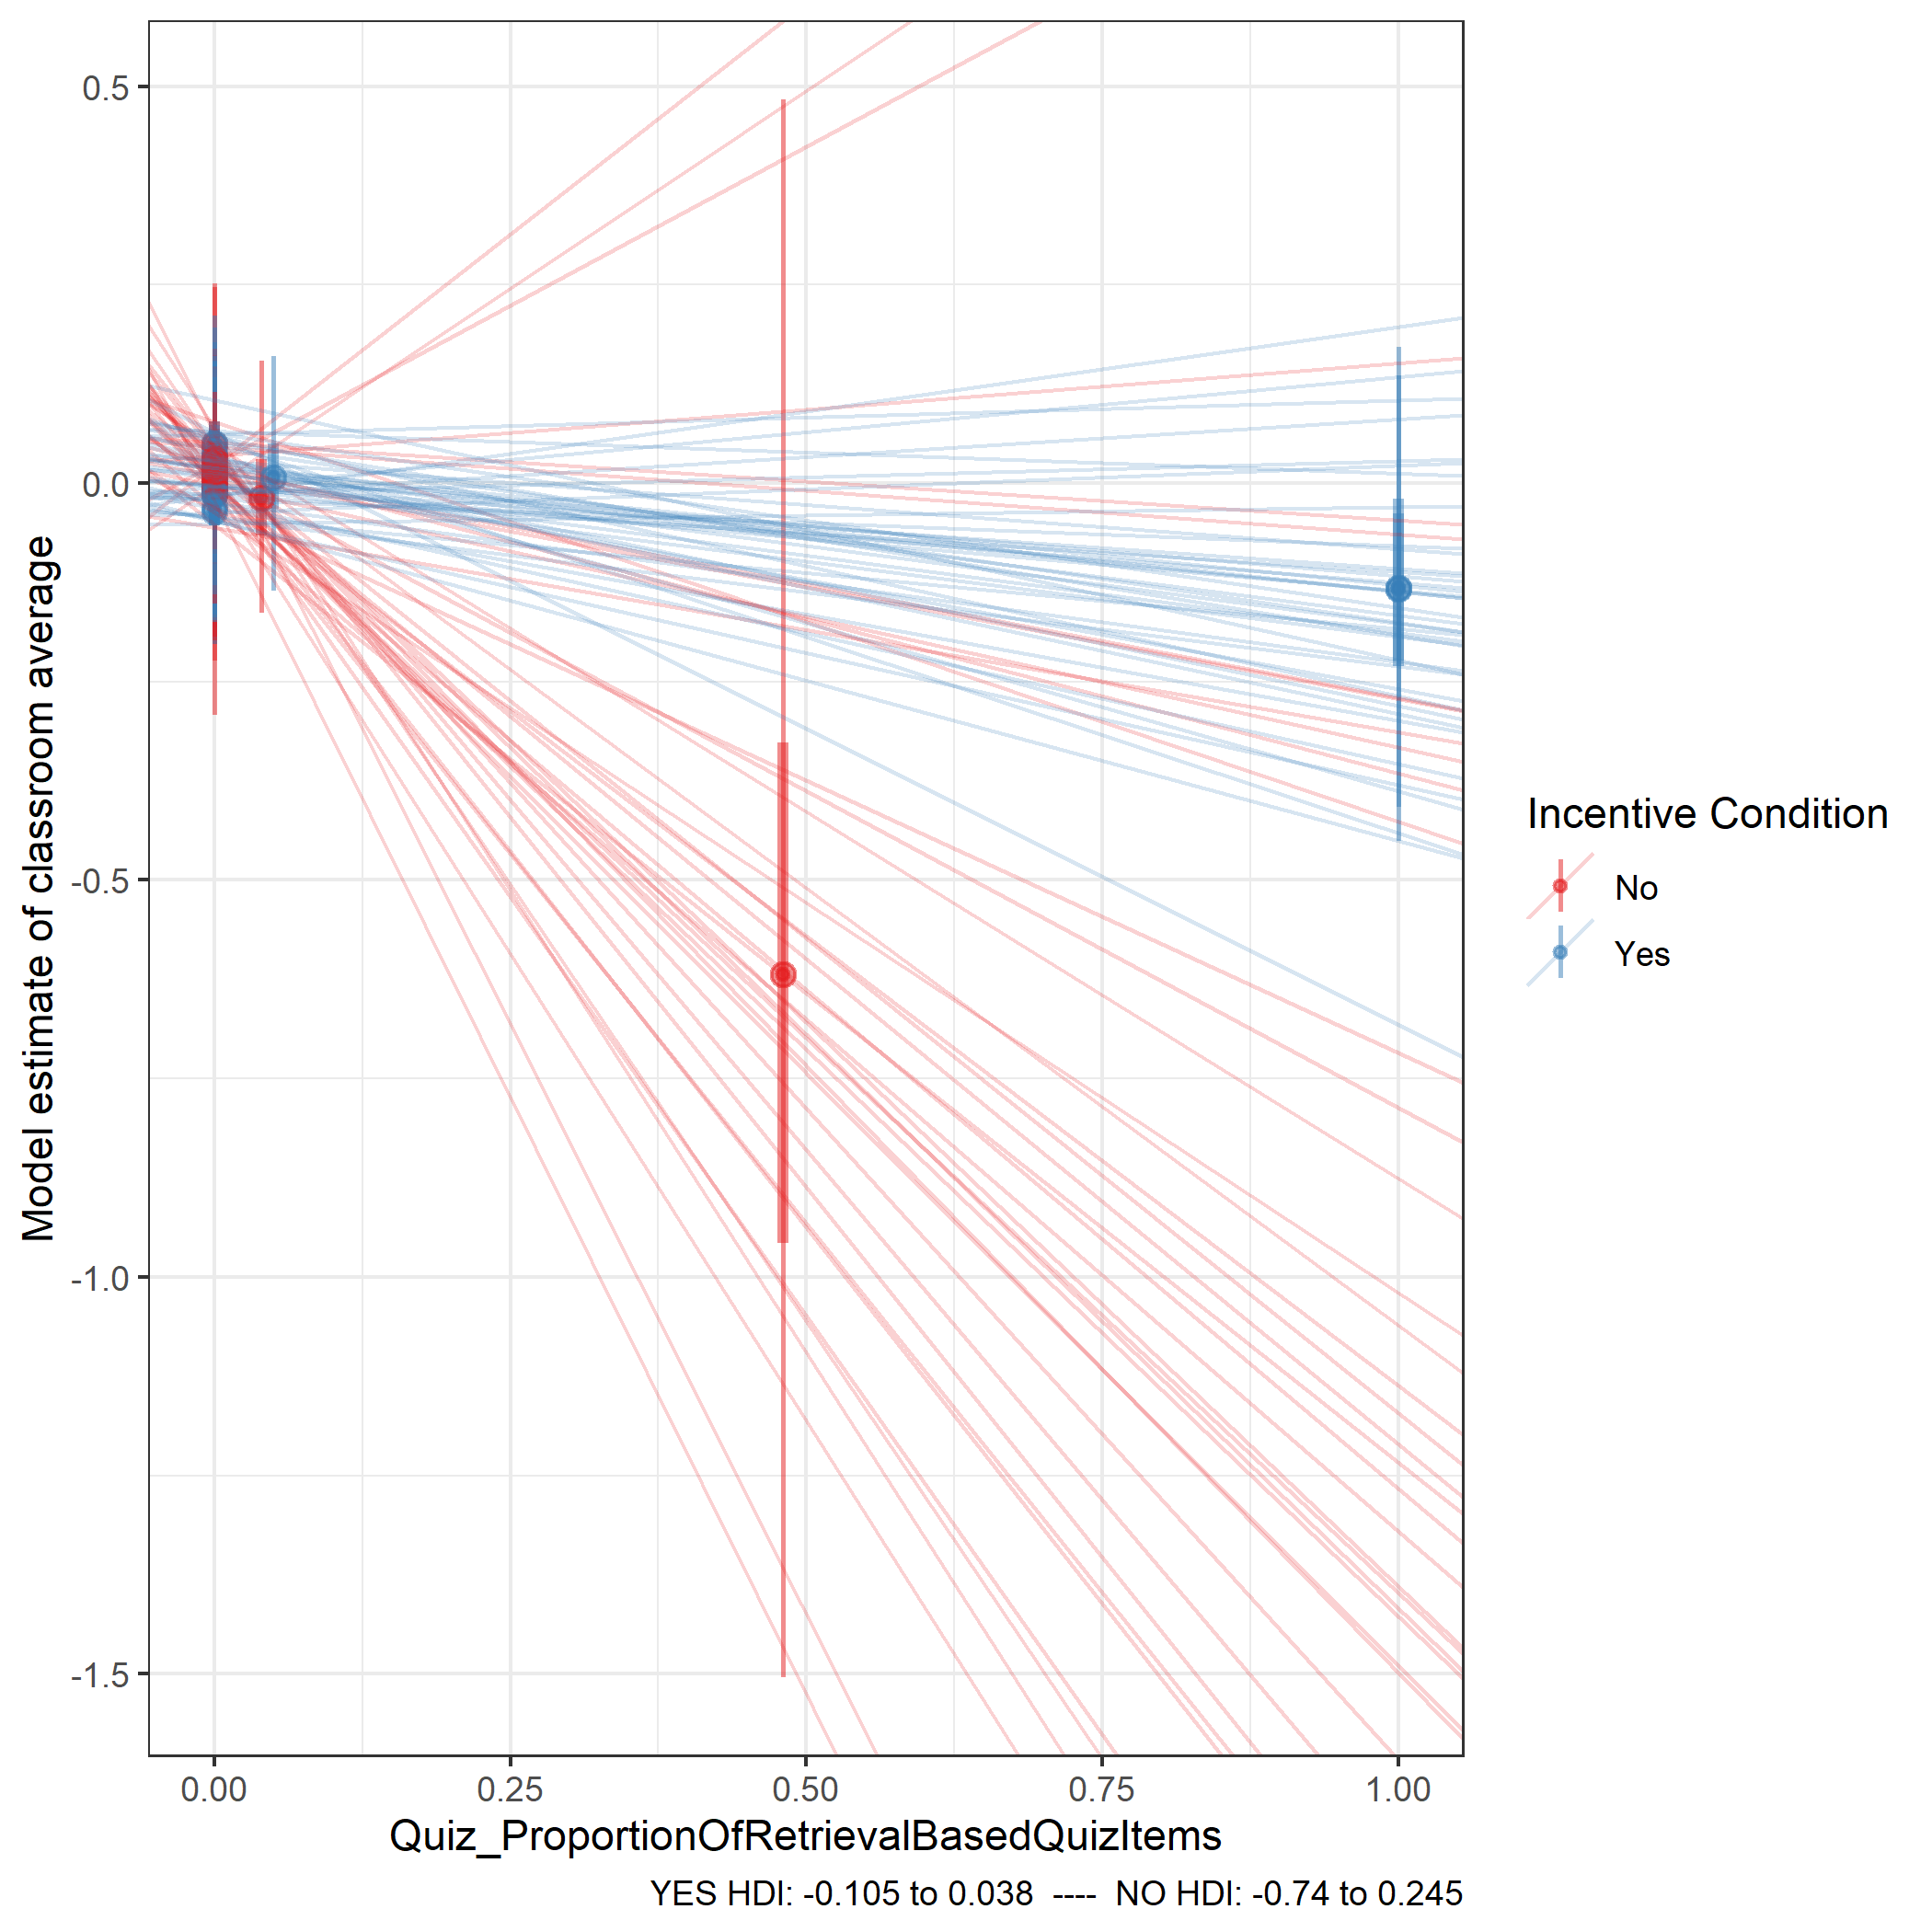 0.5
0.0
-0.5
-1.0
-1.5
Model estimate of classroom average
0.00 0.25 0.50 0.75 1.00
Quiz_ProportionOfRetrievalBasedQuizItems
YES HDI: -0.105 to 0.038 ---- NO HDI: -0.74 to 0.245
Incentive Condition
No
Yes